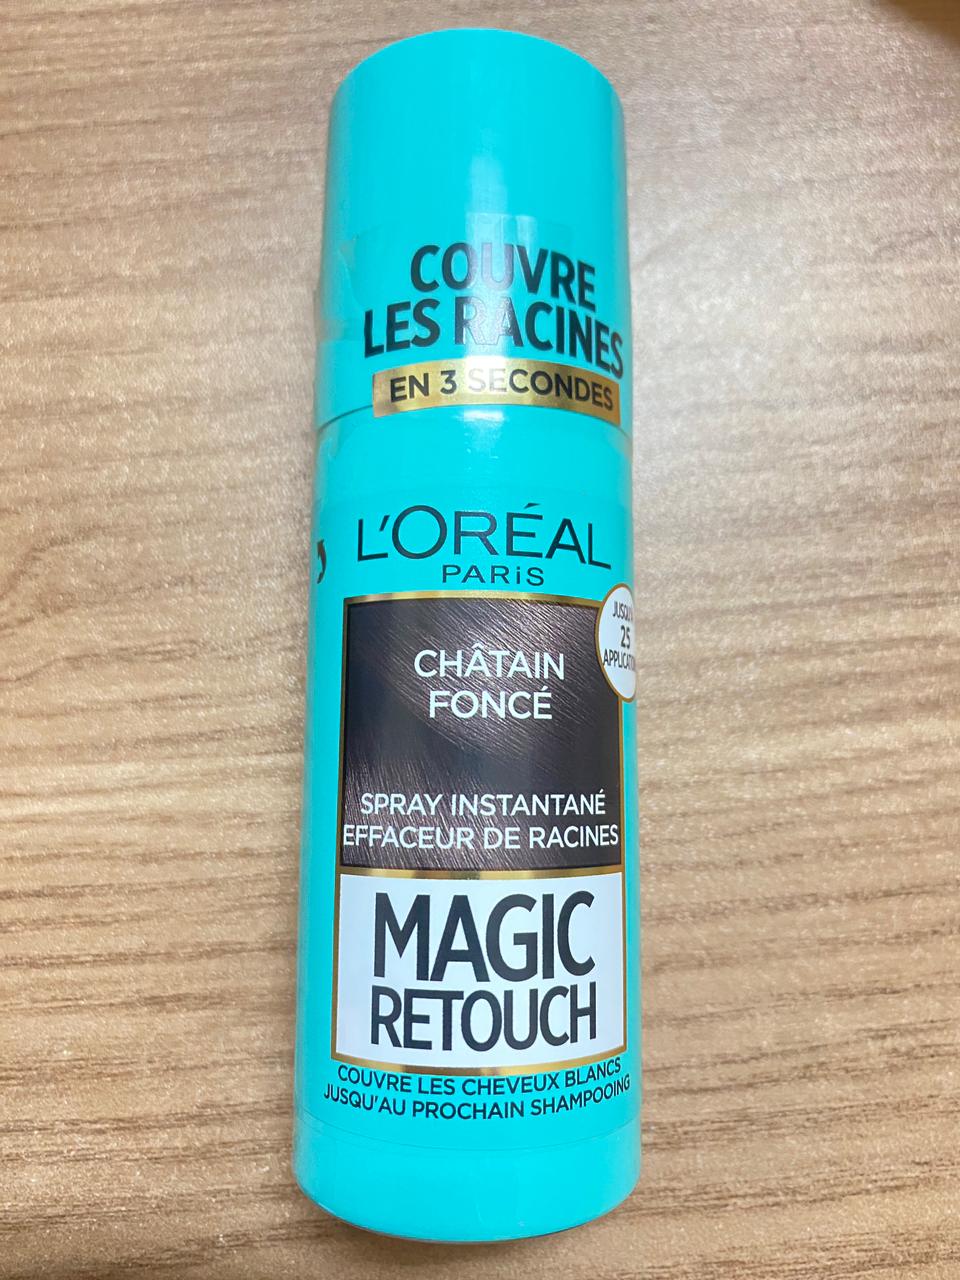 COUVRE
LES RACINES
EN 3 SECONDES
L'ORÉAL
PARiS
JUSQU'À
25
CHÂTAIN
FONCÉ
SPRAY INSTANTANÉ
EFFACEUR DE RACINES
MAGIC
RETOUCH
COUVRE LES CHEVEUX BLANCS
JUSQU'AU PROCHAIN SHAMPOOING